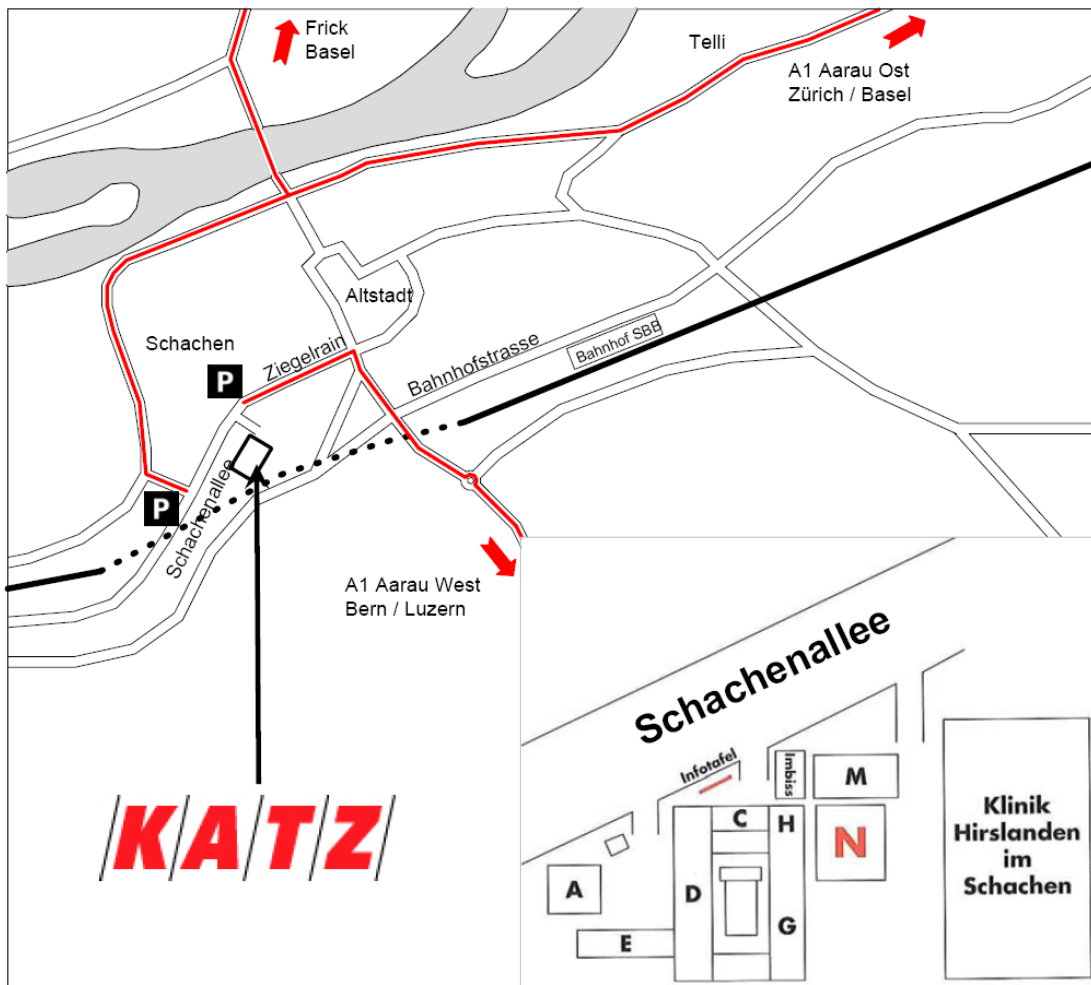 Frick
Basel
Telli
A1 Aarau Ost
Zürich / Basel
Altstadt
Schachen
P
Ziegelrain
Bahnhofstrasse
Bahnhof SBB
P
Schachenallee
A1 Aarau West
Bern / Luzern
KATZ
Schachenallee
Infotafel
Imbiss
M
C
H
N
Klinik
Hirslanden
im
Schachen
A
D
E
G